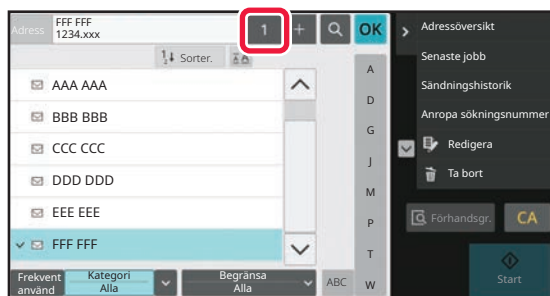 Adress
FFF FFF
1234.xxx
1
+
OK
Sorter.
AAA AAA
BBB BBB
CCC CCC
DDD DDD
EEE EEE
FFF FFF
A
D
G
J
M
P
T
W
Frekvent
använd
Kategori
Alla
Begränsa
Alla
ABC
Adressöversikt
Senaste jobb
Sändningshistorik
Anropa sökningsnummer
Redigera
Ta bort
Förhandsgr.
CA
Start